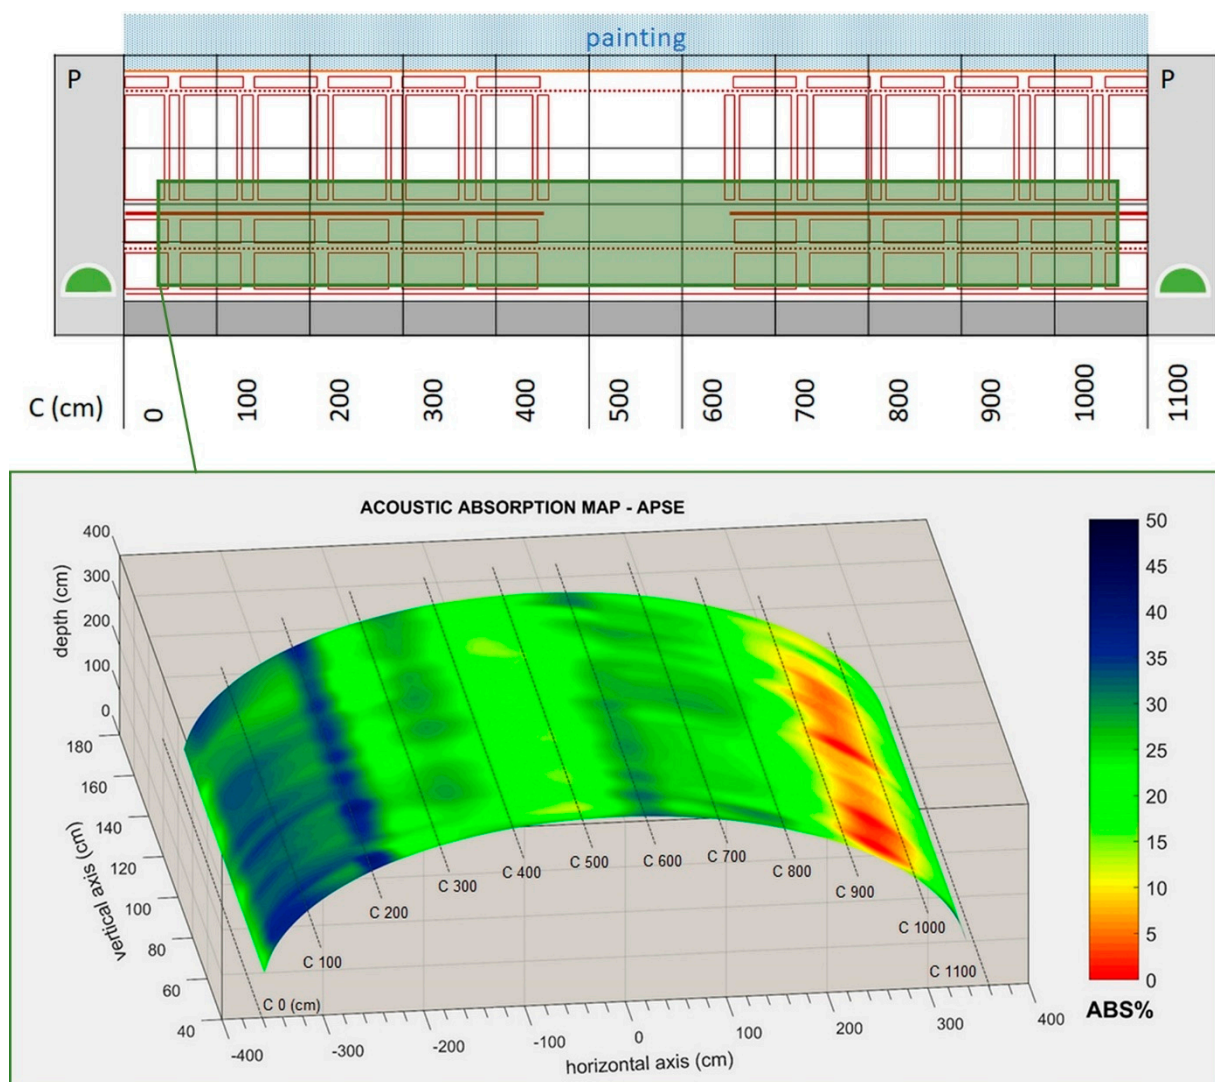 painting
P
P
C (cm)
0
100
200
300
400
500
600
700
800
900
1000
1100
ACOUSTIC ABSORPTION MAP - APSE
depth (cm)
400
300
200
100
0
vertical axis (cm)
180
160
140
120
100
80
60
40
horizontal axis (cm)
-400
-300
-200
-100
0
100
200
300
400
C 0 (cm)
C 100
C 200
C 300
C 400
C 500
C 600
C 700
C 800
C 900
C 1000
C 1100
50
45
40
35
30
25
20
15
10
5
0
ABS%